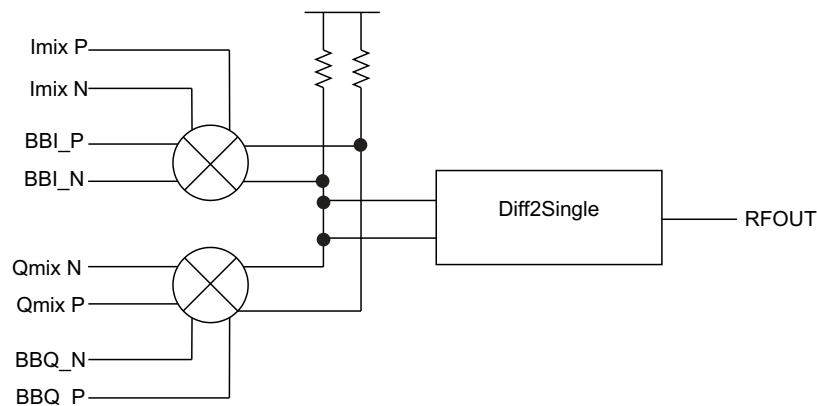 Imix P
Imix N
BBI_P
BBI_N
Diff2Single
RFOUT
Qmix N
Qmix P
BBQ_N
BBQ_P